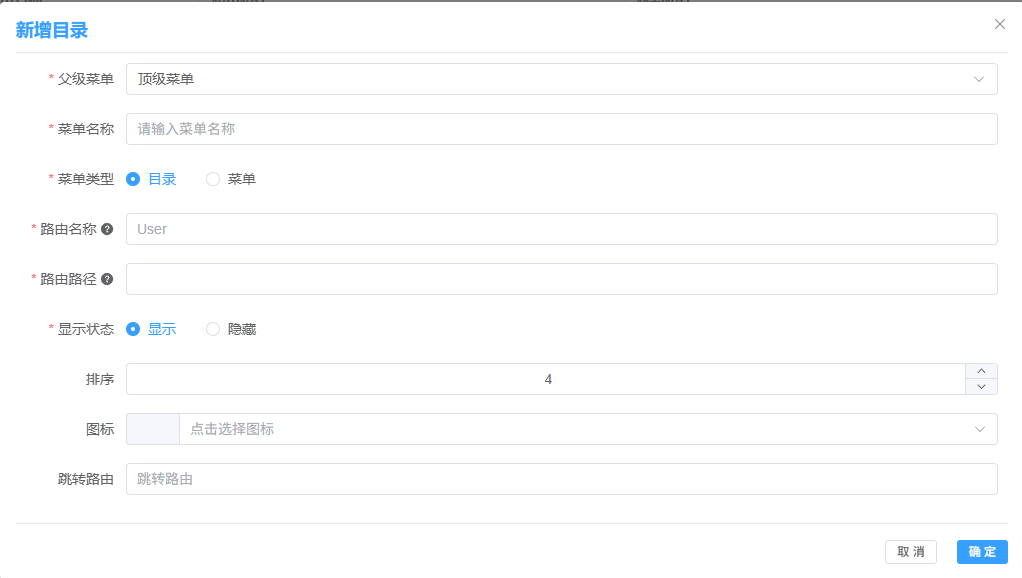 新增目录
* 父级菜单 顶级菜单
* 菜单名称 请输入菜单名称
* 菜单类型 目录 菜单
* 路由名称 ? User
* 路由路径 ?
* 显示状态 显示 隐藏
排序 4
图标 点击选择图标
跳转路由 跳转路由
取 消 确 定